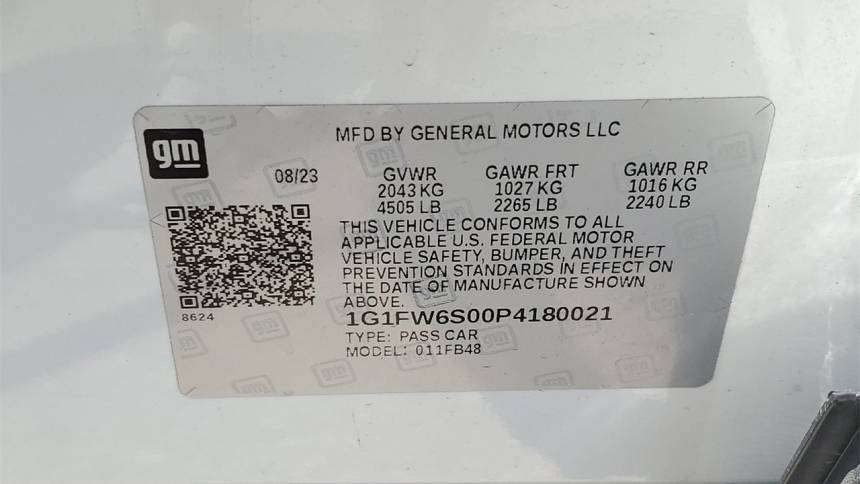 gm
MFD BY GENERAL MOTORS LLC
08/23 GVWR GAWR FRT GAWR RR
2043 KG 1027 KG 1016 KG
4505 LB 2265 LB 2240 LB
THIS VEHICLE CONFORMS TO ALL
APPLICABLE U.S. FEDERAL MOTOR
VEHICLE SAFETY, BUMPER, AND THEFT
PREVENTION STANDARDS IN EFFECT ON
THE DATE OF MANUFACTURE SHOWN
ABOVE.
8624
1G1FW6S00P4180021
TYPE: PASS CAR
MODEL: 011FB48